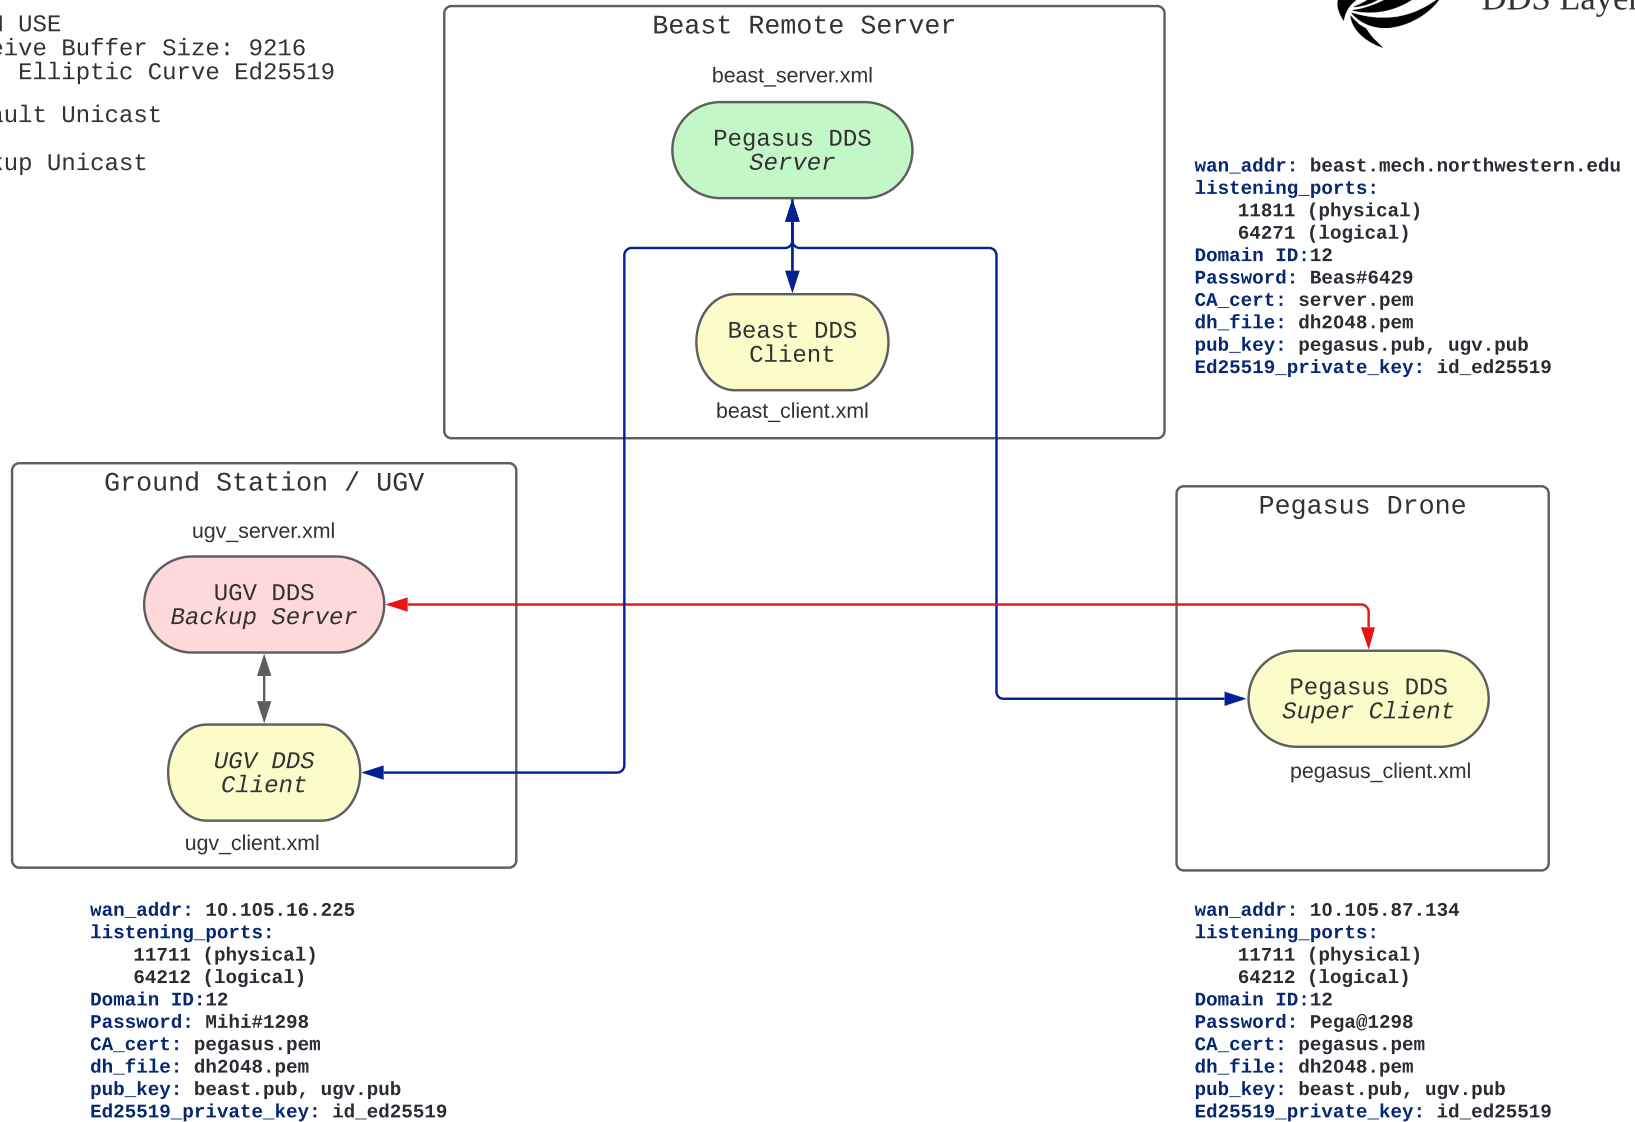 USE
Buffer Size: 9216
Elliptic Curve Ed25519
Unicast
Unicast
DDS Layer
Beast Remote Server
beast_server.xml
Pegasus DDS
Server
Beast DDS
Client
beast_client.xml
wan_addr: beast.mech.northwestern.edu
listening_ports:
11811 (physical)
64271 (logical)
Domain ID:12
Password: Beas#6429
CA_cert: server.pem
dh_file: dh2048.pem
pub_key: pegasus.pub, ugv.pub
Ed25519_private_key: id_ed25519
Ground Station / UGV
ugv_server.xml
UGV DDS
Backup Server
UGV DDS
Client
ugv_client.xml
Pegasus Drone
Pegasus DDS
Super Client
pegasus_client.xml
wan_addr: 10.105.16.225
listening_ports:
11711 (physical)
64212 (logical)
Domain ID:12
Password: Mihi#1298
CA_cert: pegasus.pem
dh_file: dh2048.pem
pub_key: beast.pub, ugv.pub
Ed25519_private_key: id_ed25519
wan_addr: 10.105.87.134
listening_ports:
11711 (physical)
64212 (logical)
Domain ID:12
Password: Pega@1298
CA_cert: pegasus.pem
dh_file: dh2048.pem
pub_key: beast.pub, ugv.pub
Ed25519_private_key: id_ed25519